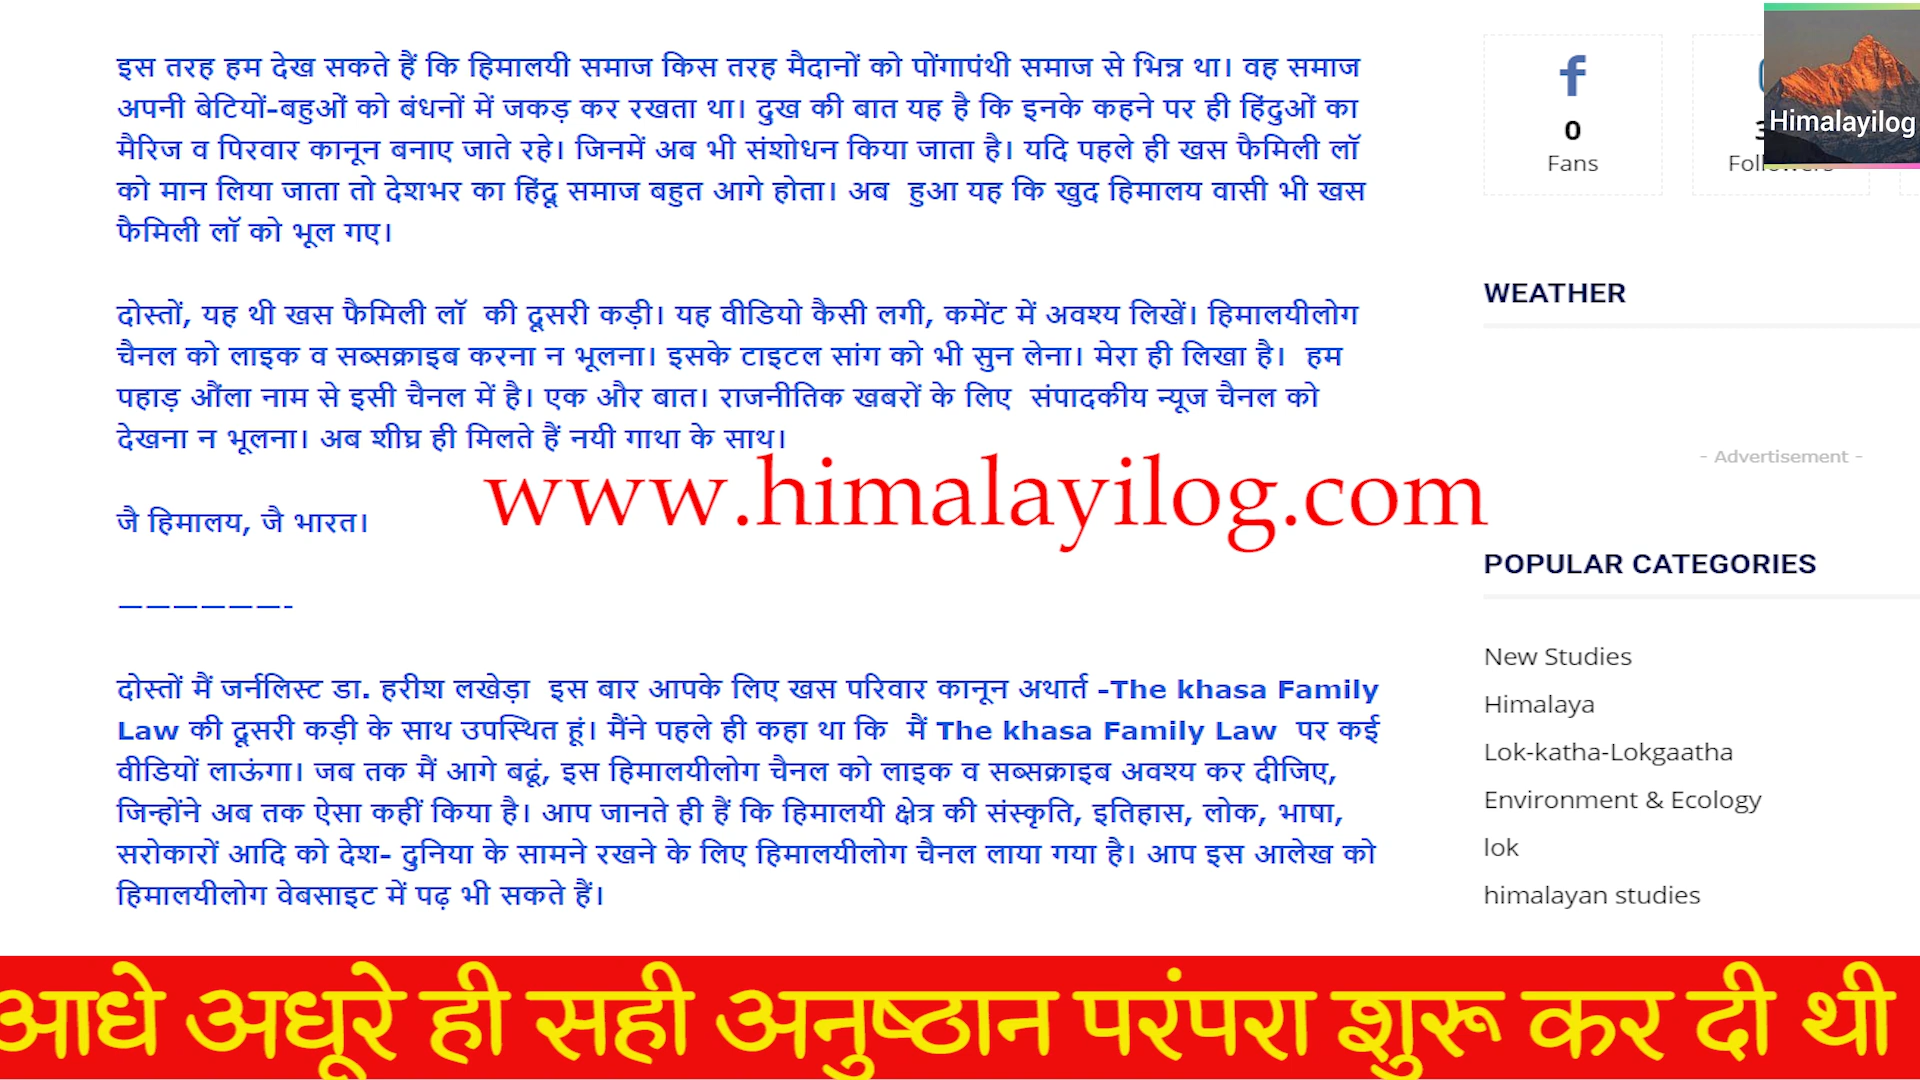 इस तरह हम देख सकते हैं कि हिमालयी समाज किस तरह मैदानों को पोंगापंथी समाज से भिन्न था। वह समाज
अपनी बेटियों-बहुओं को बंधनों में जकड़ कर रखता था। दुख की बात यह है कि इनके कहने पर ही हिंदुओं का
मैरिज व पिरवार कानून बनाए जाते रहे। जिनमें अब भी संशोधन किया जाता है। यदि पहले ही खस फैमिली लॉ
को मान लिया जाता तो देशभर का हिंदू समाज बहुत आगे होता। अब हुआ यह कि खुद हिमालय वासी भी खस
फैमिली लॉ को भूल गए।
दोस्तों, यह थी खस फैमिली लॉ की दूसरी कड़ी। यह वीडियो कैसी लगी, कमेंट में अवश्य लिखें। हिमालयीलोग
चैनल को लाइक व सब्सक्राइब करना न भूलना। इसके टाइटल सांग को भी सुन लेना। मेरा ही लिखा है। हम
पहाड़ औंला नाम से इसी चैनल में है। एक और बात। राजनीतिक खबरों के लिए संपादकीय न्यूज चैनल को
देखना न भूलना। अब शीघ्र ही मिलते हैं नयी गाथा के साथ।
www.himalayilog.com
जै हिमालय, जै भारत।
——————-
दोस्तों मैं जर्नलिस्ट डा. हरीश लखेड़ा इस बार आपके लिए खस परिवार कानून अथार्त -The khasa Family
Law की दूसरी कड़ी के साथ उपस्थित हूं। मैंने पहले ही कहा था कि मैं The khasa Family Law पर कई
वीडियों लाऊंगा। जब तक मैं आगे बढूं, इस हिमालयीलोग चैनल को लाइक व सब्सक्राइब अवश्य कर दीजिए,
जिन्होंने अब तक ऐसा कहीं किया है। आप जानते ही हैं कि हिमालयी क्षेत्र की संस्कृति, इतिहास, लोक, भाषा,
सरोकारों आदि को देश- दुनिया के सामने रखने के लिए हिमालयीलोग चैनल लाया गया है। आप इस आलेख को
हिमालयीलोग वेबसाइट में पढ़ भी सकते हैं।
0
Fans
Himalayilog
WEATHER
- Advertisement -
POPULAR CATEGORIES
New Studies
Himalaya
Lok-katha-Lokgaatha
Environment & Ecology
lok
himalayan studies
आधे अधूरे ही सही अनुष्ठान परंपरा शुरू कर दी थी